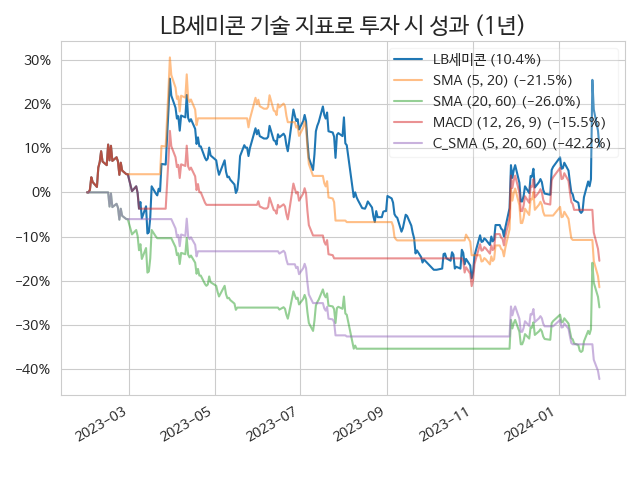 LB세미콘 기술 지표로 투자 시 성과 (1년)
LB세미콘 (10.4%)
SMA (5, 20) (−21.5%)
SMA (20, 60) (−26.0%)
MACD (12, 26, 9) (−15.5%)
C_SMA (5, 20, 60) (−42.2%)
30%
20%
10%
0%
−10%
−20%
−30%
−40%
2023−03
2023−05
2023−07
2023−09
2023−11
2024−01